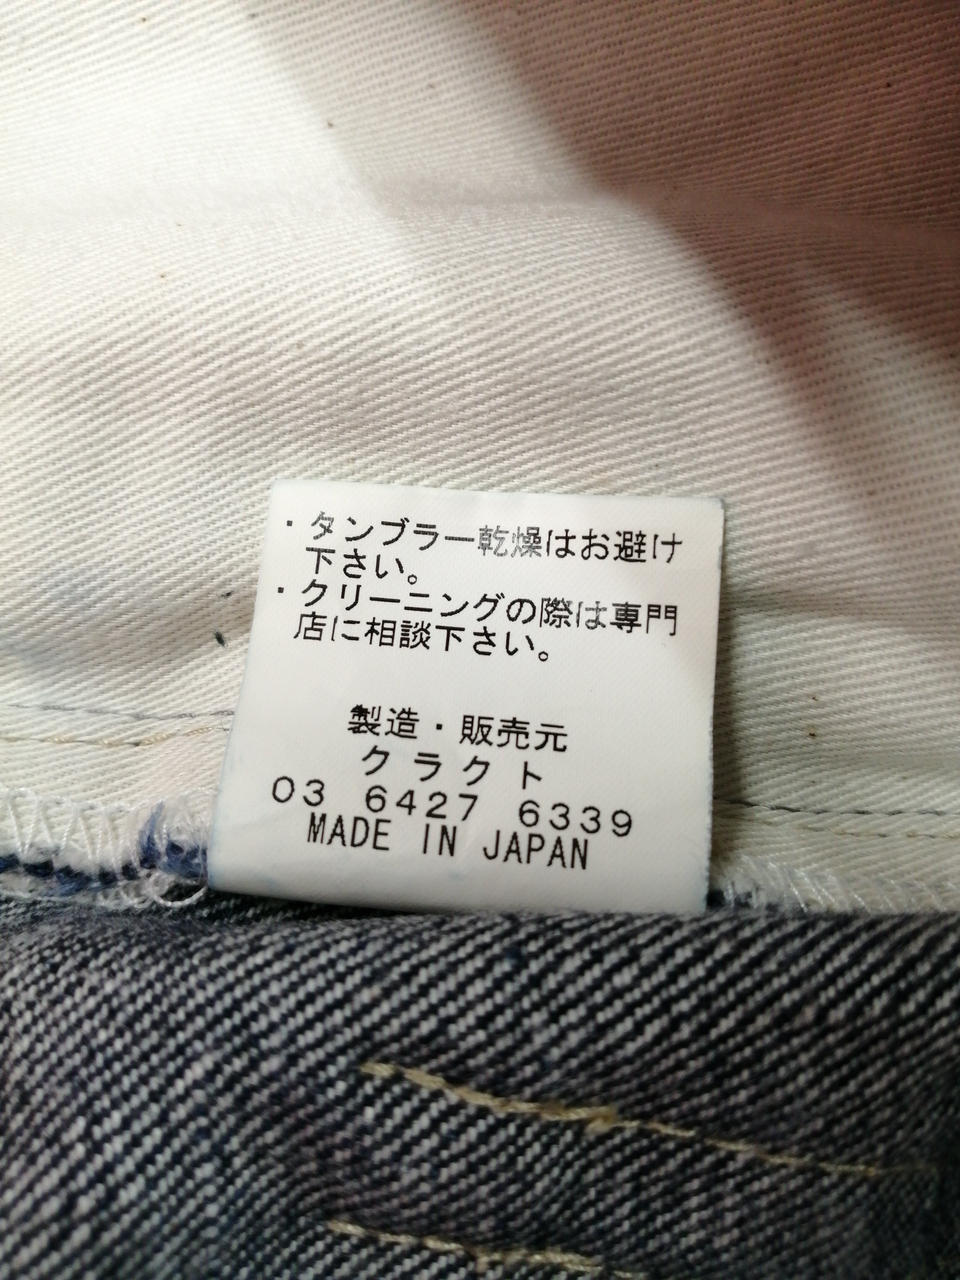 ・タンブラー乾燥はお避け
下さい。
・クリーニングの際は専門
店に相談下さい。
製造・販売元
クラクト
03 6427 6339
MADE IN JAPAN